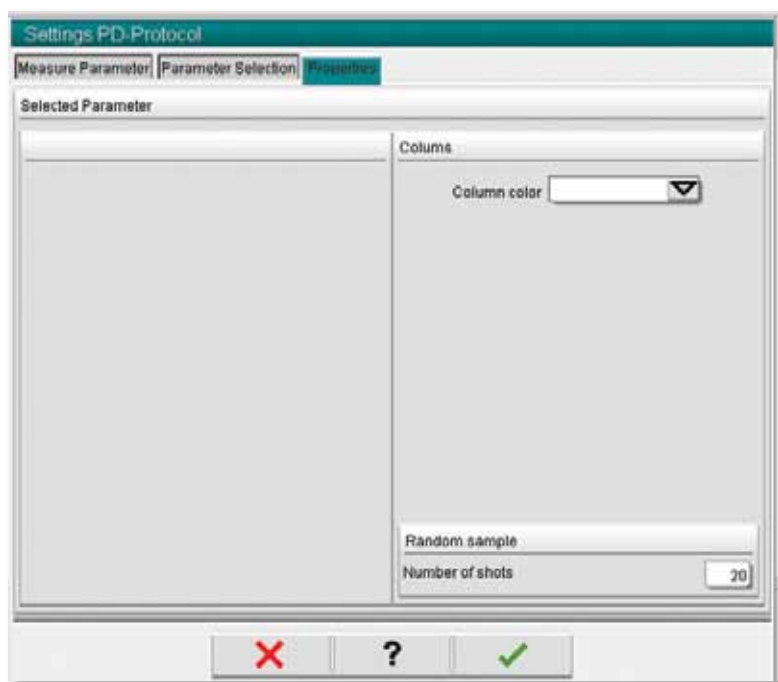 Settings PD-Protocol
Measure Parameter Parameter Selection Properties
Selected Parameter
Colums
Column color
Random sample
Number of shots 20
?